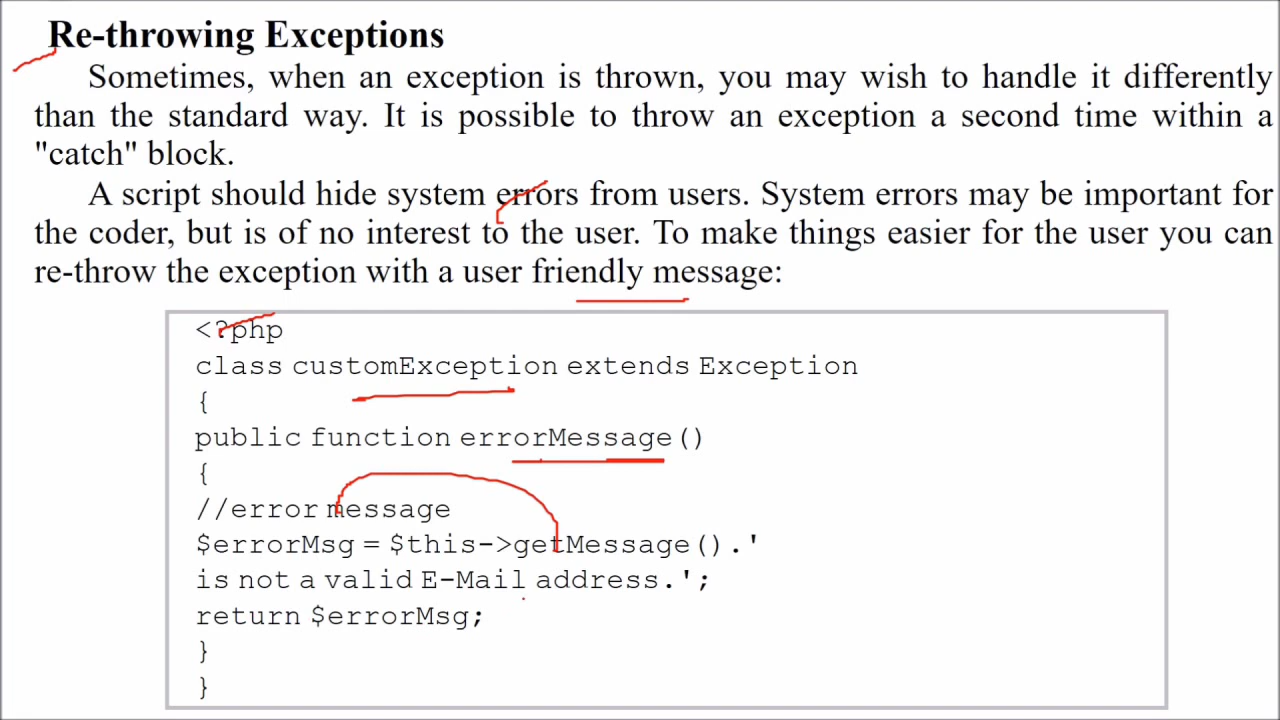 Re-throwing Exceptions
Sometimes, when an exception is thrown, you may wish to handle it differently
than the standard way. It is possible to throw an exception a second time within a
"catch" block.
A script should hide system errors from users. System errors may be important for
the coder, but is of no interest to the user. To make things easier for the user you can
re-throw the exception with a user friendly message:
<?php
class customException extends Exception
{
public function errorMessage()
{
//error message
$errorMsg = $this->getMessage().'
is not a valid E-Mail address.';
return $errorMsg;
}
}